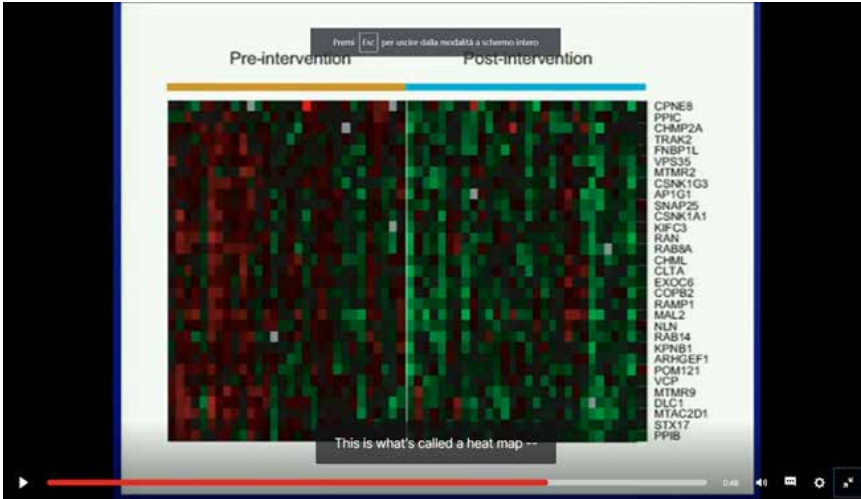 Premi Esc per uscire dalla modalità a schermo intero
Pre-intervention Post-intervention
CPNE8
PPIC
CHMP2A
TRAK2
FNBP1L
VPS35
MTMR2
CSNK1G3
AP1G1
SNAP25
CSNK1A1
KIFC3
RAN
RAB8A
CHML
CLTA
EXOC6
COPB2
RAMP1
MAL2
NLN
RAB14
KPNB1
ARHGEF1
POM121
VCP
MTMR9
DLC1
MTAC2D1
STX17
PPIB
This is what's called a heat map --
0:48